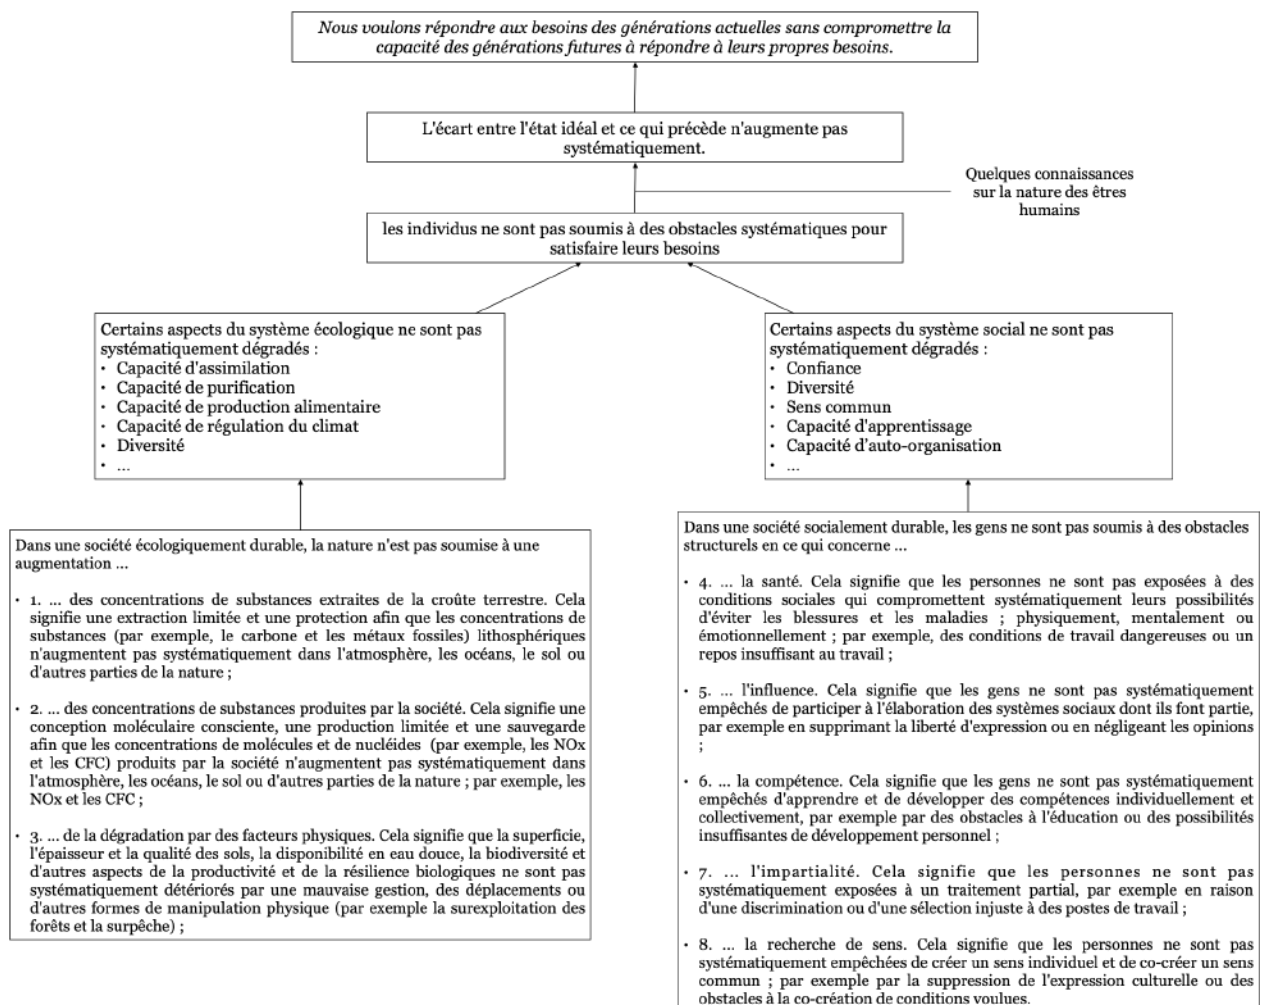 Nous voulons répondre aux besoins des générations actuelles sans compromettre la
capacité des générations futures à répondre à leurs propres besoins.
L'écart entre l'état idéal et ce qui précède n'augmente pas
systématiquement.
Quelques connaissances
sur la nature des êtres
humains
les individus ne sont pas soumis à des obstacles systématiques pour
satisfaire leurs besoins
Certains aspects du système écologique ne sont pas
systématiquement dégradés :
• Capacité d'assimilation
• Capacité de purification
• Capacité de production alimentaire
• Capacité de régulation du climat
• Diversité
• ...
Certains aspects du système social ne sont pas
systématiquement dégradés :
• Confiance
• Diversité
• Sens commun
• Capacité d'apprentissage
• Capacité d'auto-organisation
• ...
Dans une société écologiquement durable, la nature n'est pas soumise à une
augmentation ...
• 1. ... des concentrations de substances extraites de la croûte terrestre. Cela
signifie une extraction limitée et une protection afin que les concentrations de
substances (par exemple, le carbone et les métaux fossiles) lithosphériques
n'augmentent pas systématiquement dans l'atmosphère, les océans, le sol ou
d'autres parties de la nature ;
• 2. ... des concentrations de substances produites par la société. Cela signifie une
conception moléculaire consciente, une production limitée et une sauvegarde
afin que les concentrations de molécules et de nucléides (par exemple, les NOx
et les CFC) produits par la société n'augmentent pas systématiquement dans
l'atmosphère, les océans, le sol ou d'autres parties de la nature ; par exemple, les
NOx et les CFC ;
• 3. ... de la dégradation par des facteurs physiques. Cela signifie que la superficie,
l'épaisseur et la qualité des sols, la disponibilité en eau douce, la biodiversité et
d'autres aspects de la productivité et de la résilience biologiques ne sont pas
systématiquement détériorés par une mauvaise gestion, des déplacements ou
d'autres formes de manipulation physique (par exemple la surexploitation des
forêts et la surpêche) ;
Dans une société socialement durable, les gens ne sont pas soumis à des obstacles
structurels en ce qui concerne ...
• 4. ... la santé. Cela signifie que les personnes ne sont pas exposées à des
conditions sociales qui compromettent systématiquement leurs possibilités
d'éviter les blessures et les maladies ; physiquement, mentalement ou
émotionnellement ; par exemple, des conditions de travail dangereuses ou un
repos insuffisant au travail ;
• 5. ... l'influence. Cela signifie que les gens ne sont pas systématiquement
empêchés de participer à l'élaboration des systèmes sociaux dont ils font partie,
par exemple en supprimant la liberté d'expression ou en négligeant les opinions
;
• 6. ... la compétence. Cela signifie que les gens ne sont pas systématiquement
empêchés d'apprendre et de développer des compétences individuellement et
collectivement, par exemple par des obstacles à l'éducation ou des possibilités
insuffisantes de développement personnel ;
• 7. ... l'impartialité. Cela signifie que les personnes ne sont pas
systématiquement exposées à un traitement partial, par exemple en raison
d'une discrimination ou d'une sélection injuste à des postes de travail ;
• 8. ... la recherche de sens. Cela signifie que les personnes ne sont pas
systématiquement empêchées de créer un sens individuel et de co-créer un sens
commun ; par exemple par la suppression de l'expression culturelle ou des
obstacles à la co-création de conditions voulues.